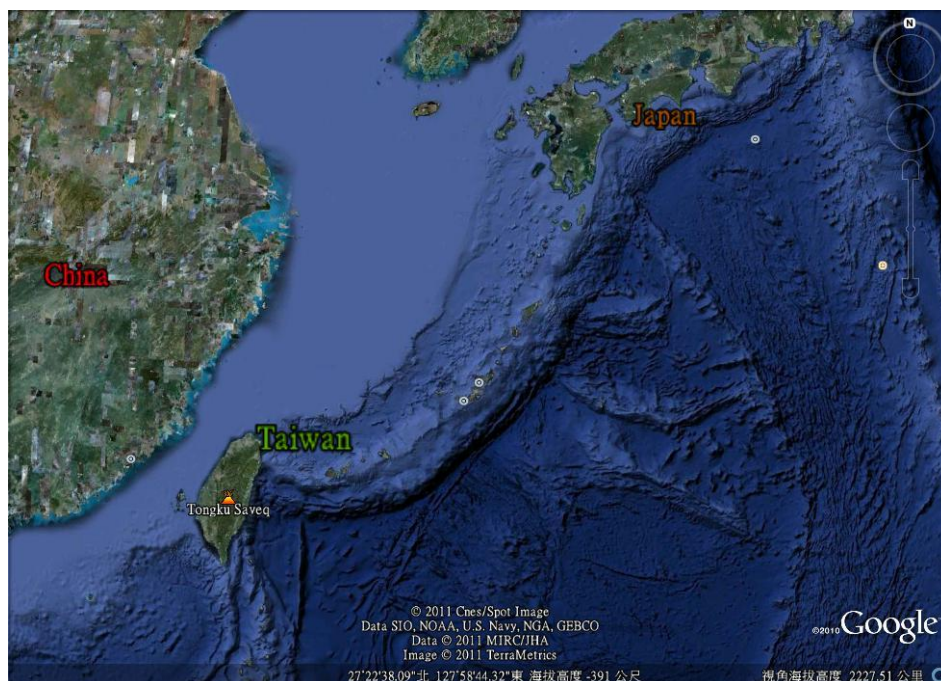 N
Japan
China
Taiwan
Tongku Saveq
© 2011 Cnes/Spot Image
Data SIO, NOAA, U.S. Navy, NGA, GEBCO
Data © 2011 MIRC/JHA
Image © 2011 TerraMetrics
©2010 Google
27°22'38.09"北 127°58'44.32"東 海拔高度 -391 公尺 視角海拔高度 2227.51 公里